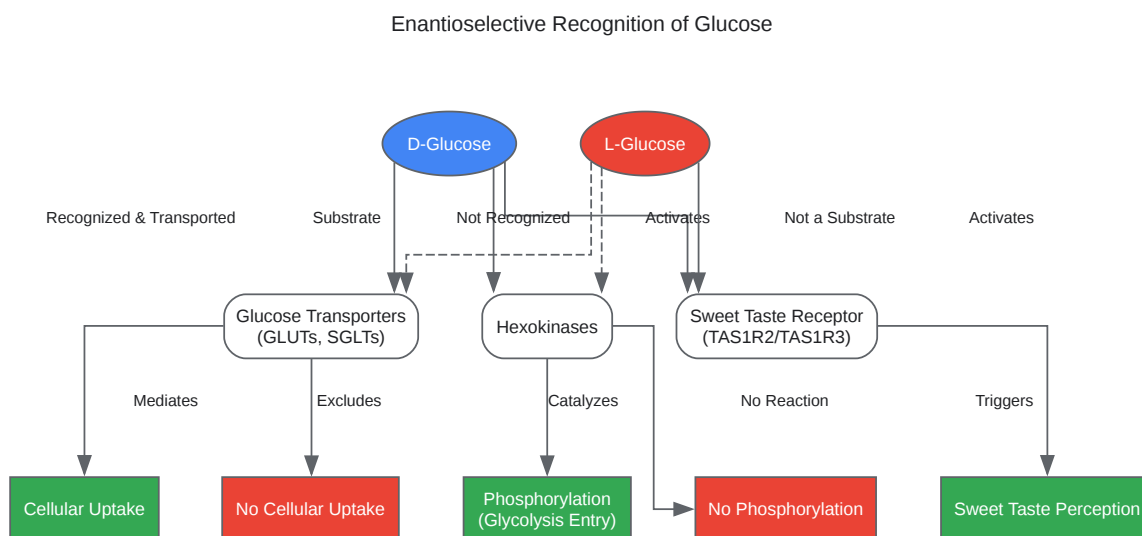 Enantioselective Recognition of Glucose
D-Glucose
L-Glucose
Recognized & Transported
Substrate
Not Recognized
Activates
Not a Substrate
Activates
Glucose Transporters
(GLUTs, SGLTs)
Hexokinases
Sweet Taste Receptor
(TAS1R2/TAS1R3)
Mediates
Excludes
Catalyzes
No Reaction
Triggers
Cellular Uptake
No Cellular Uptake
Phosphorylation
(Glycolysis Entry)
No Phosphorylation
Sweet Taste Perception